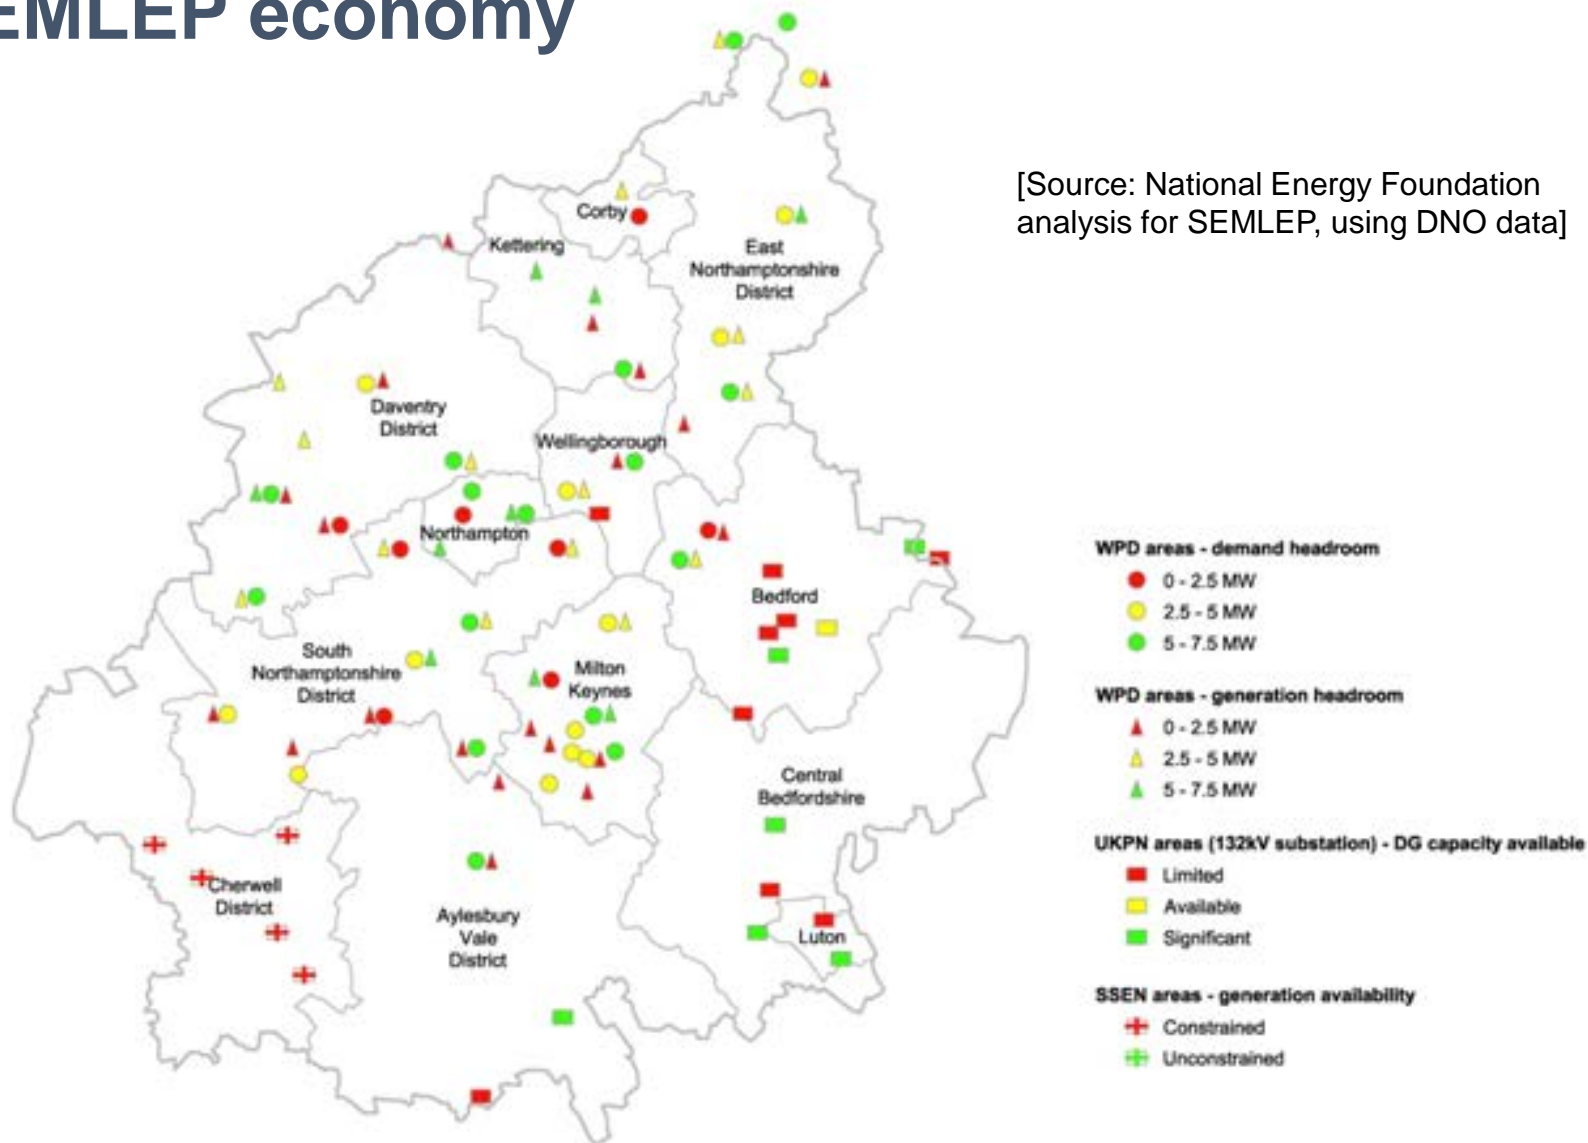 EMLEP economy
[Source: National Energy Foundation
analysis for SEMLEP, using DNO data]
Corby
Kettering
East
Northamptonshire
District
Daventry
District
Wellingborough
Northampton
Bedford
South
Northamptonshire
District
Milton
Keynes
Central
Bedfordshire
Cherwell
District
Aylesbury
Vale
District
Luton
WPD areas - demand headroom
0 - 2.5 MW
2.5 - 5 MW
5 - 7.5 MW
WPD areas - generation headroom
0 - 2.5 MW
2.5 - 5 MW
5 - 7.5 MW
UKPN areas (132kV substation) - DG capacity available
Limited
Available
Significant
SSEN areas - generation availability
Constrained
Unconstrained